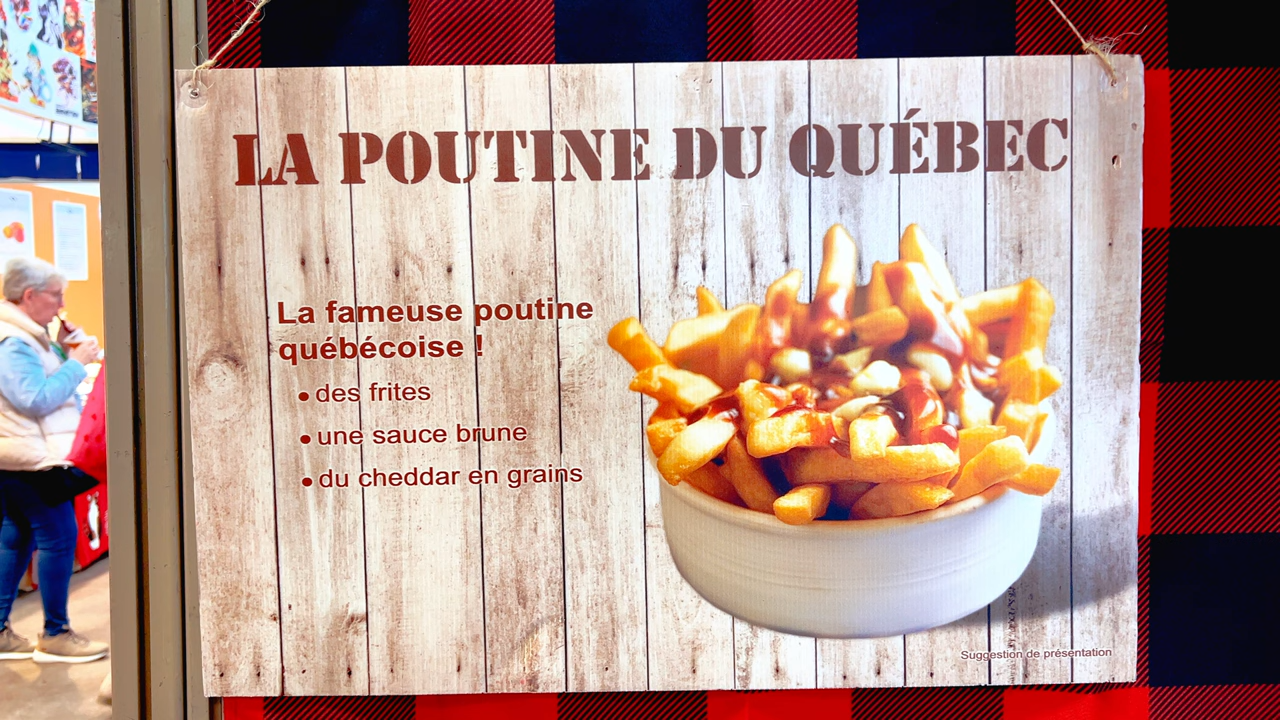 LA POUTINE DU QUÉBEC
La fameuse poutine
québécoise !
• des frites
• une sauce brune
• du cheddar en grains
Suggestion de présentation